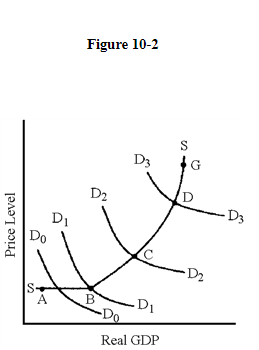 Figure 10-2
S
D3
G
D2
D
D1
D3
D0
C
D2
S
A
B
D1
D0
Price Level
Real GDP